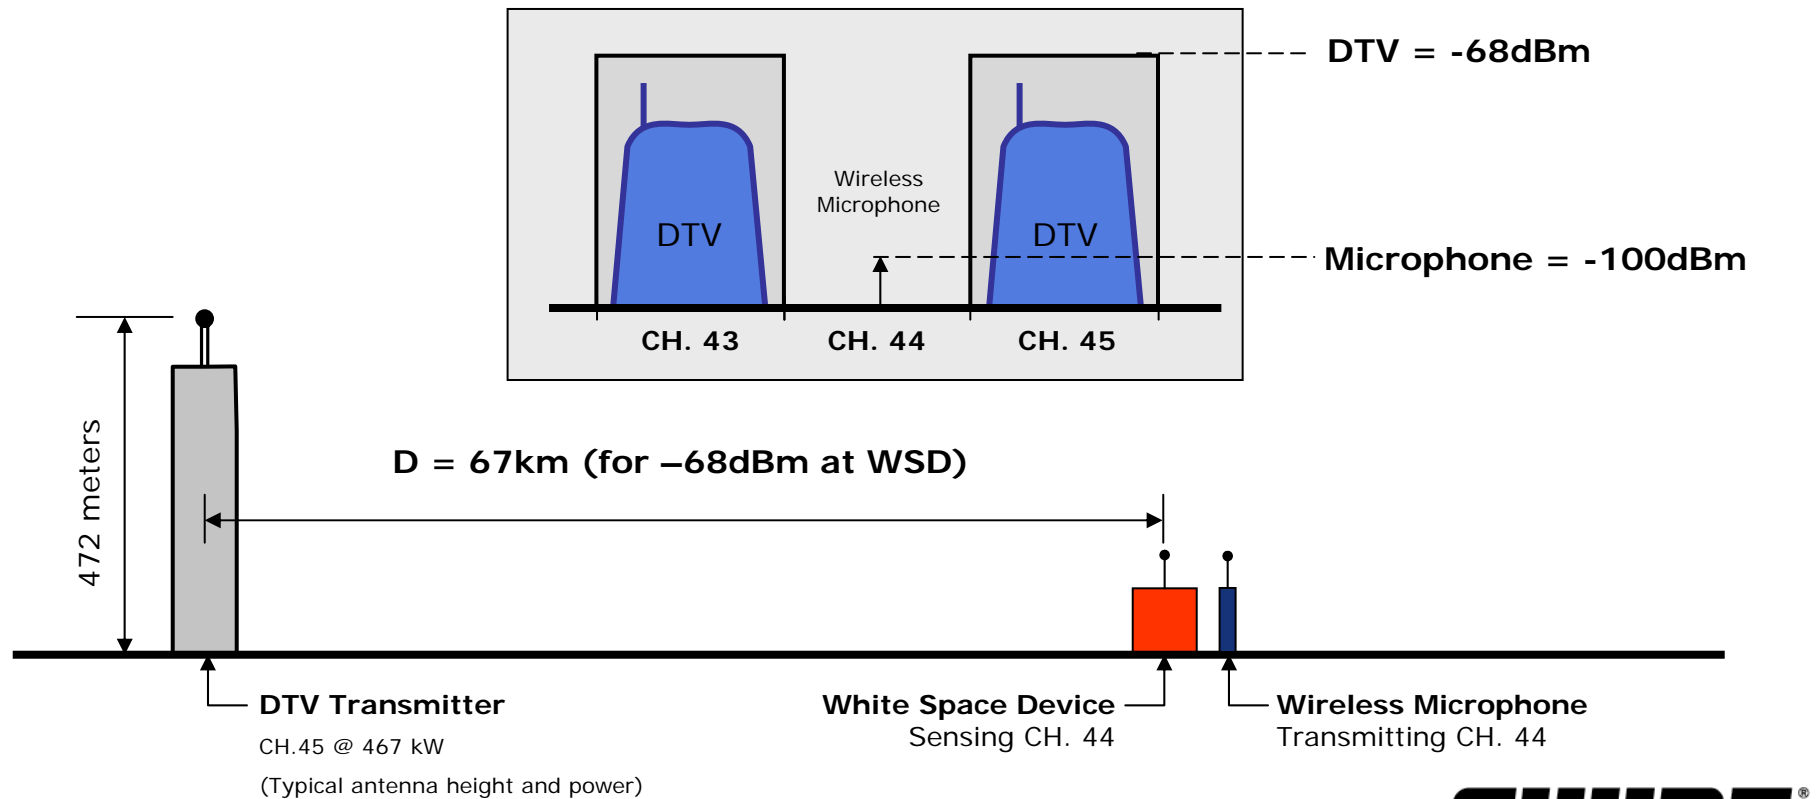 DTV = -68dBm
Wireless
Microphone
DTV
DTV
Microphone = -100dBm
CH. 43
CH. 44
CH. 45
472 meters
D = 67km (for –68dBm at WSD)
DTV Transmitter
CH.45 @ 467 kW
(Typical antenna height and power)
White Space Device
Sensing CH. 44
Wireless Microphone
Transmitting CH. 44
®